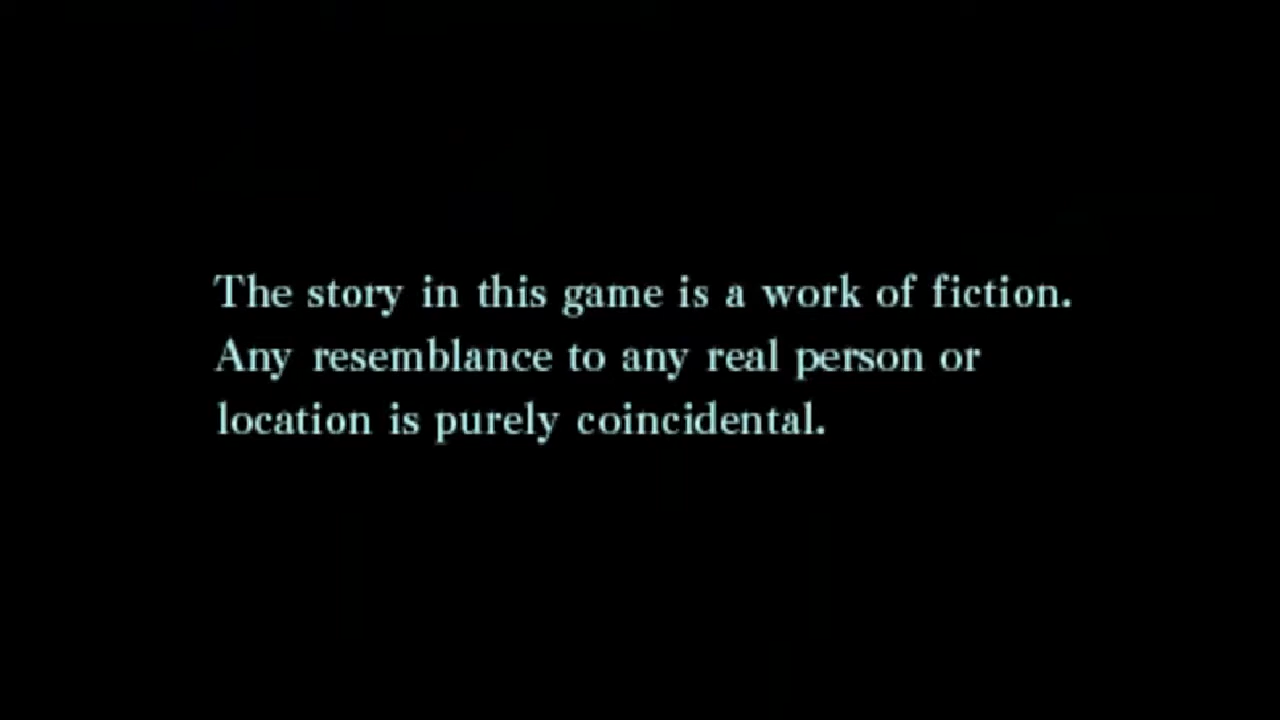 The story in this game is a work of fiction.
Any resemblance to any real person or
location is purely coincidental.